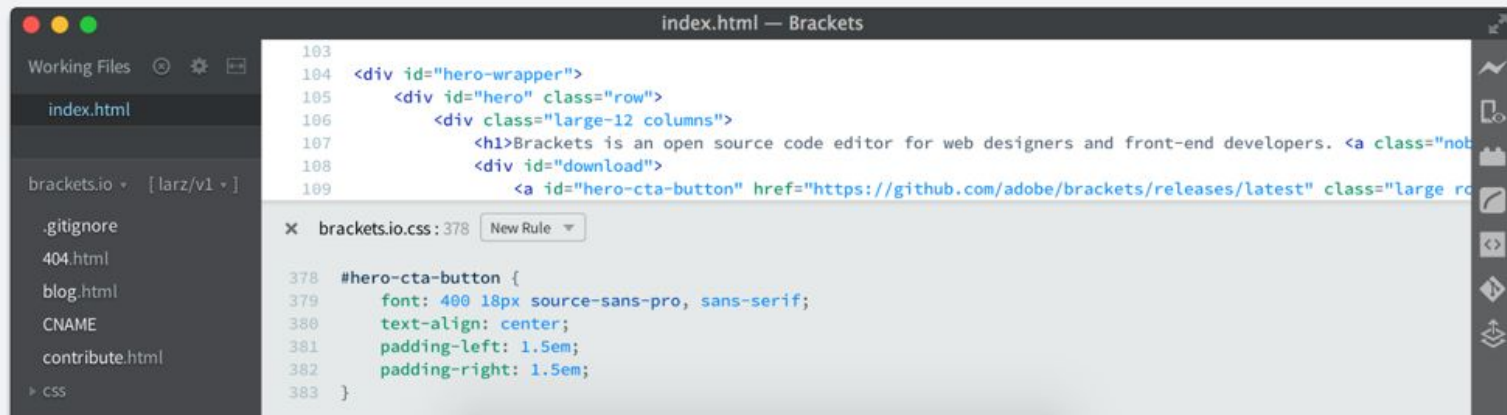 index.html — Brackets
Working Files
index.html
brackets.io [ larz/v1 ]
.gitignore
404.html
blog.html
CNAME
contribute.html
css
103
104 <div id="hero-wrapper">
105 <div id="hero" class="row">
106 <div class="large-12 columns">
107 <h1>Brackets is an open source code editor for web designers and front-end developers. <a class="nob
108 <div id="download">
109 <a id="hero-cta-button" href="https://github.com/adobe/brackets/releases/latest" class="large ro
× brackets.io.css : 378 New Rule
378 #hero-cta-button {
379 font: 400 18px source-sans-pro, sans-serif;
380 text-align: center;
381 padding-left: 1.5em;
382 padding-right: 1.5em;
383 }